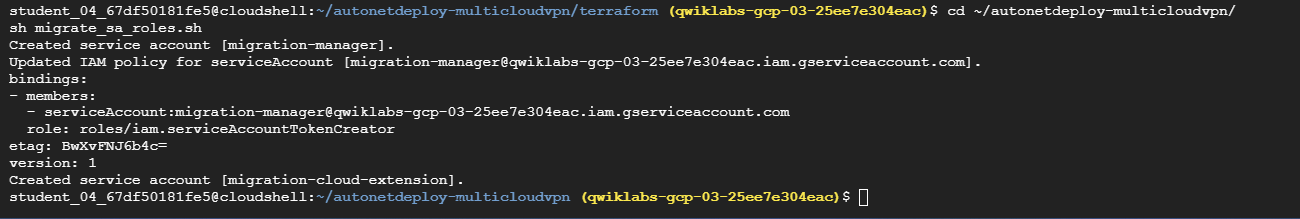 student_04_67df50181fe5@cloudshell:~/autonetdeploy-multicloudvpn/terraform (qwiklabs-gcp-03-25ee7e304eac)$ cd ~/autonetdeploy-multicloudvpn/
sh migrate_sa_roles.sh
Created service account [migration-manager].
Updated IAM policy for serviceAccount [migration-manager@qwiklabs-gcp-03-25ee7e304eac.iam.gserviceaccount.com].
bindings:
- members:
  - serviceAccount:migration-manager@qwiklabs-gcp-03-25ee7e304eac.iam.gserviceaccount.com
  role: roles/iam.serviceAccountTokenCreator
etag: BwXvFNJ6b4c=
version: 1
Created service account [migration-cloud-extension].
student_04_67df50181fe5@cloudshell:~/autonetdeploy-multicloudvpn (qwiklabs-gcp-03-25ee7e304eac)$